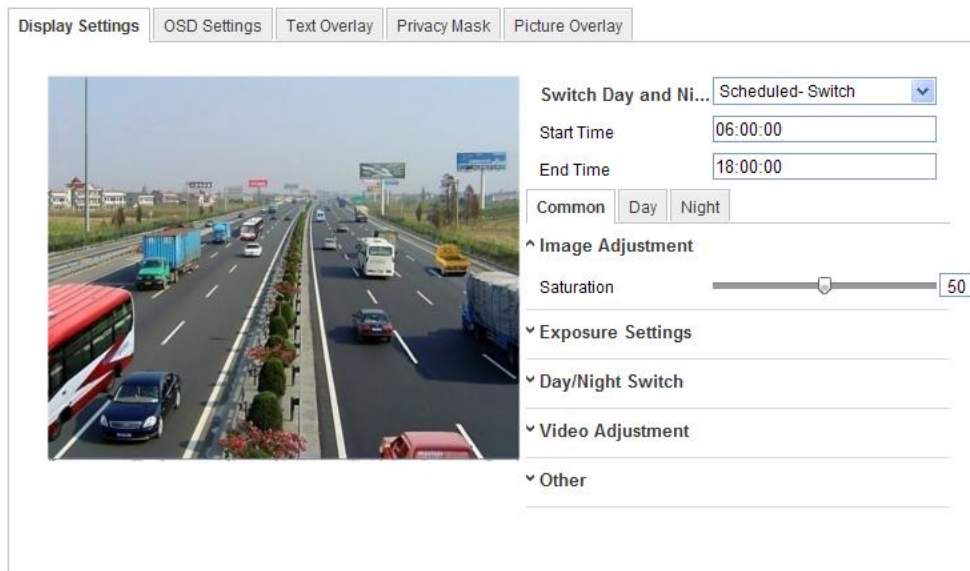 Display Settings OSD Settings Text Overlay Privacy Mask Picture Overlay
Switch Day and Ni... Scheduled- Switch
Start Time 06:00:00
End Time 18:00:00
Common Day Night
Image Adjustment
Saturation 50
Exposure Settings
Day/Night Switch
Video Adjustment
Other